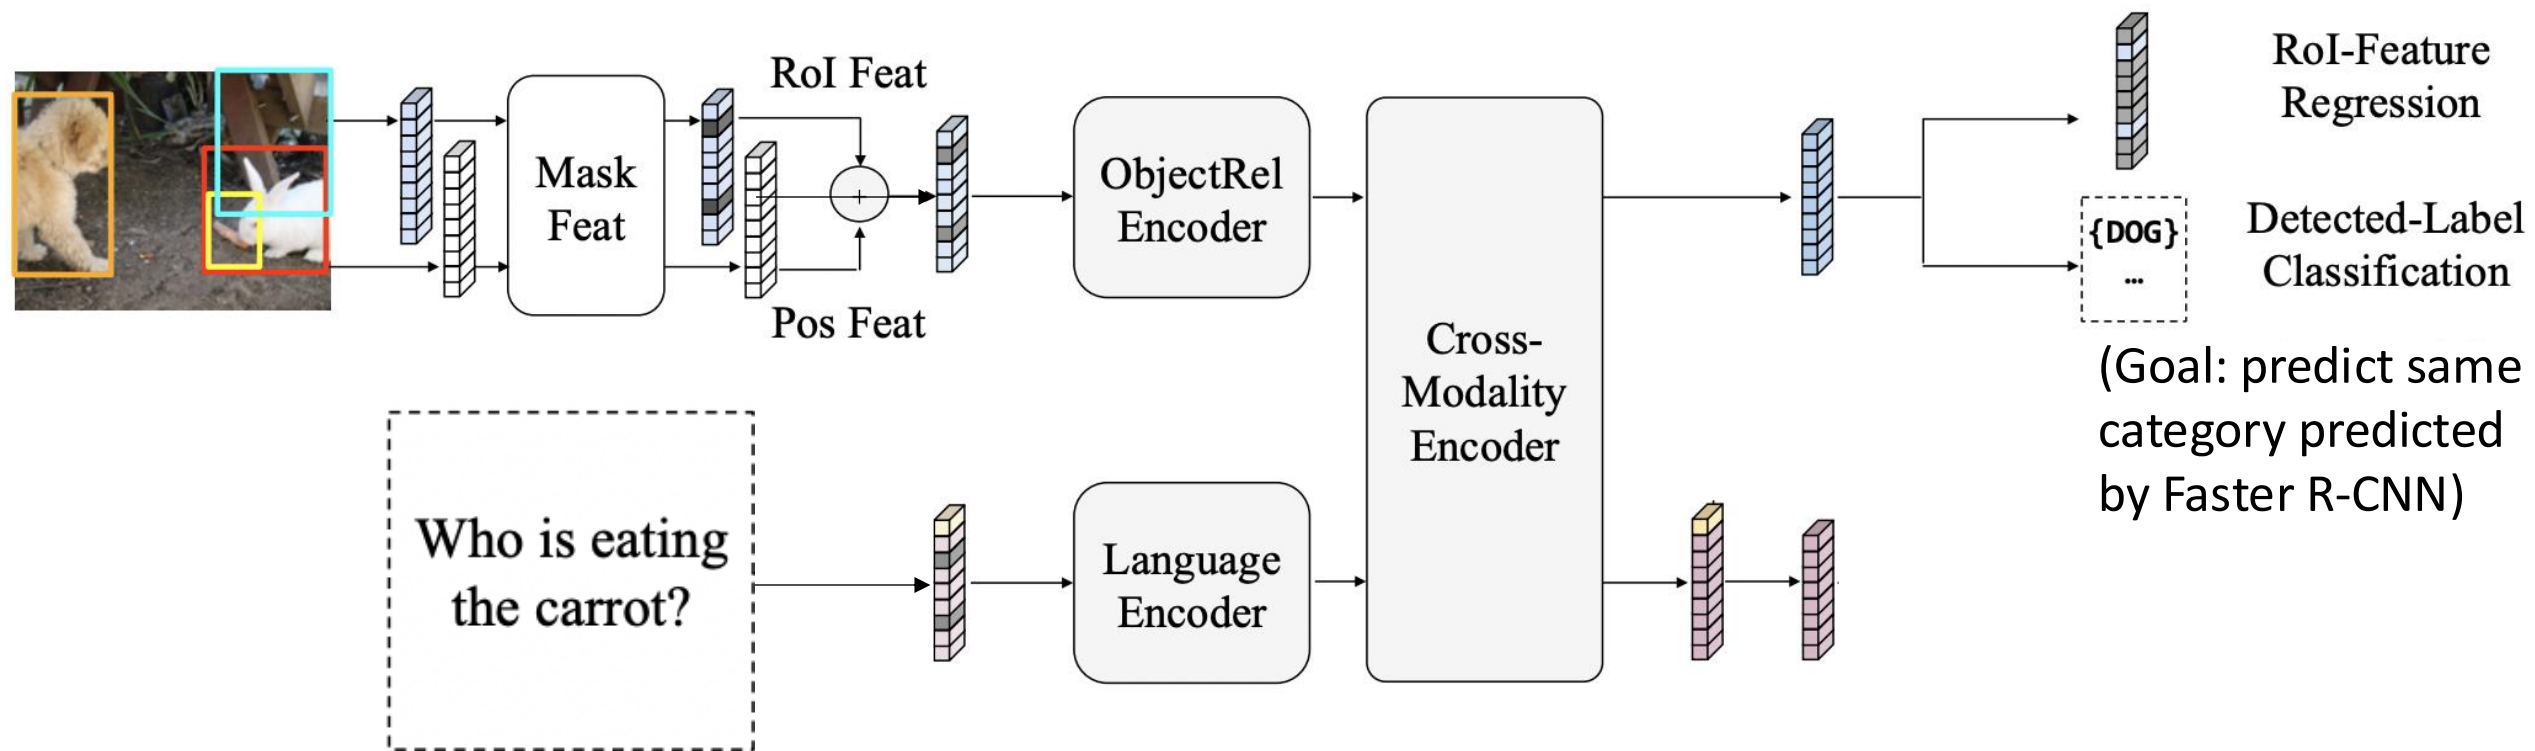 RoI Feat
Mask
Feat
+
Pos Feat
ObjectRel
Encoder
Cross-
Modality
Encoder
RoI-Feature
Regression
{DOG}
...
Detected-Label
Classification
(Goal: predict same
category predicted
by Faster R-CNN)
Who is eating
the carrot?
Language
Encoder